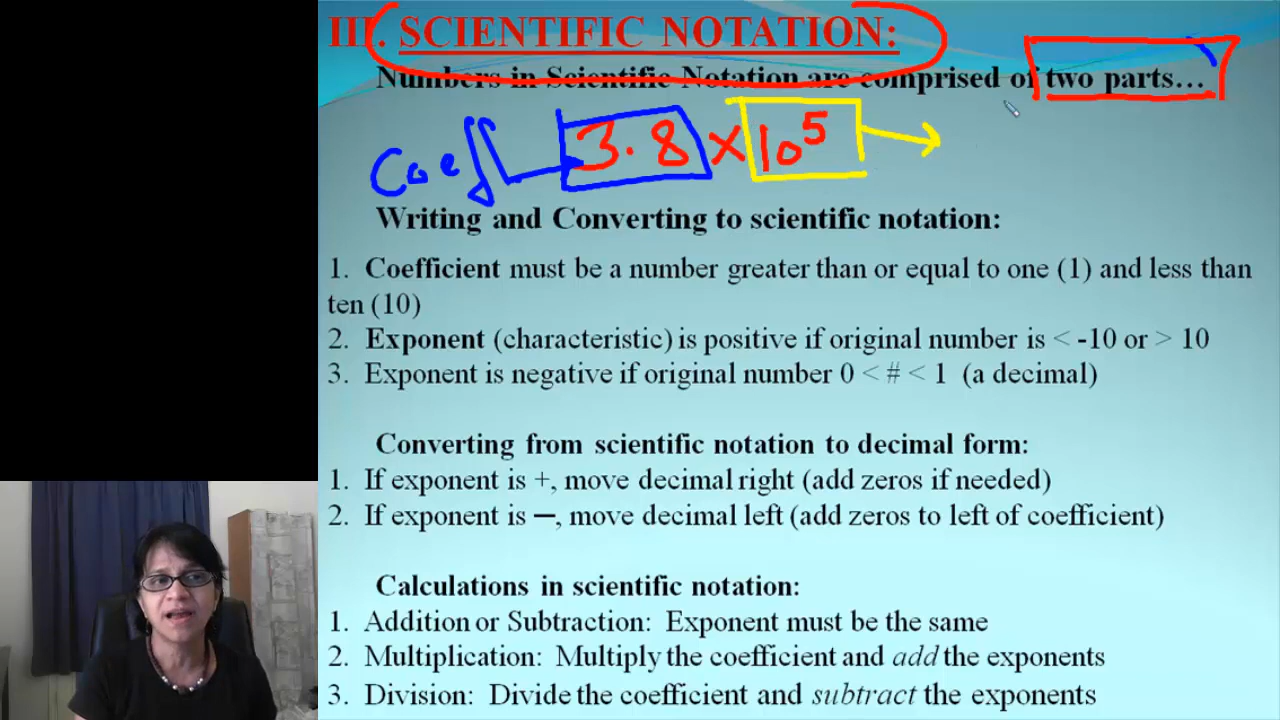 III. SCIENTIFIC NOTATION:
Numbers in Scientific Notation are comprised of two parts…
Coeff 3.8 × 10⁵
Writing and Converting to scientific notation:
1. Coefficient must be a number greater than or equal to one (1) and less than
ten (10)
2. Exponent (characteristic) is positive if original number is < -10 or > 10
3. Exponent is negative if original number 0 < # < 1 (a decimal)
Converting from scientific notation to decimal form:
1. If exponent is +, move decimal right (add zeros if needed)
2. If exponent is –, move decimal left (add zeros to left of coefficient)
Calculations in scientific notation:
1. Addition or Subtraction: Exponent must be the same
2. Multiplication: Multiply the coefficient and add the exponents
3. Division: Divide the coefficient and subtract the exponents